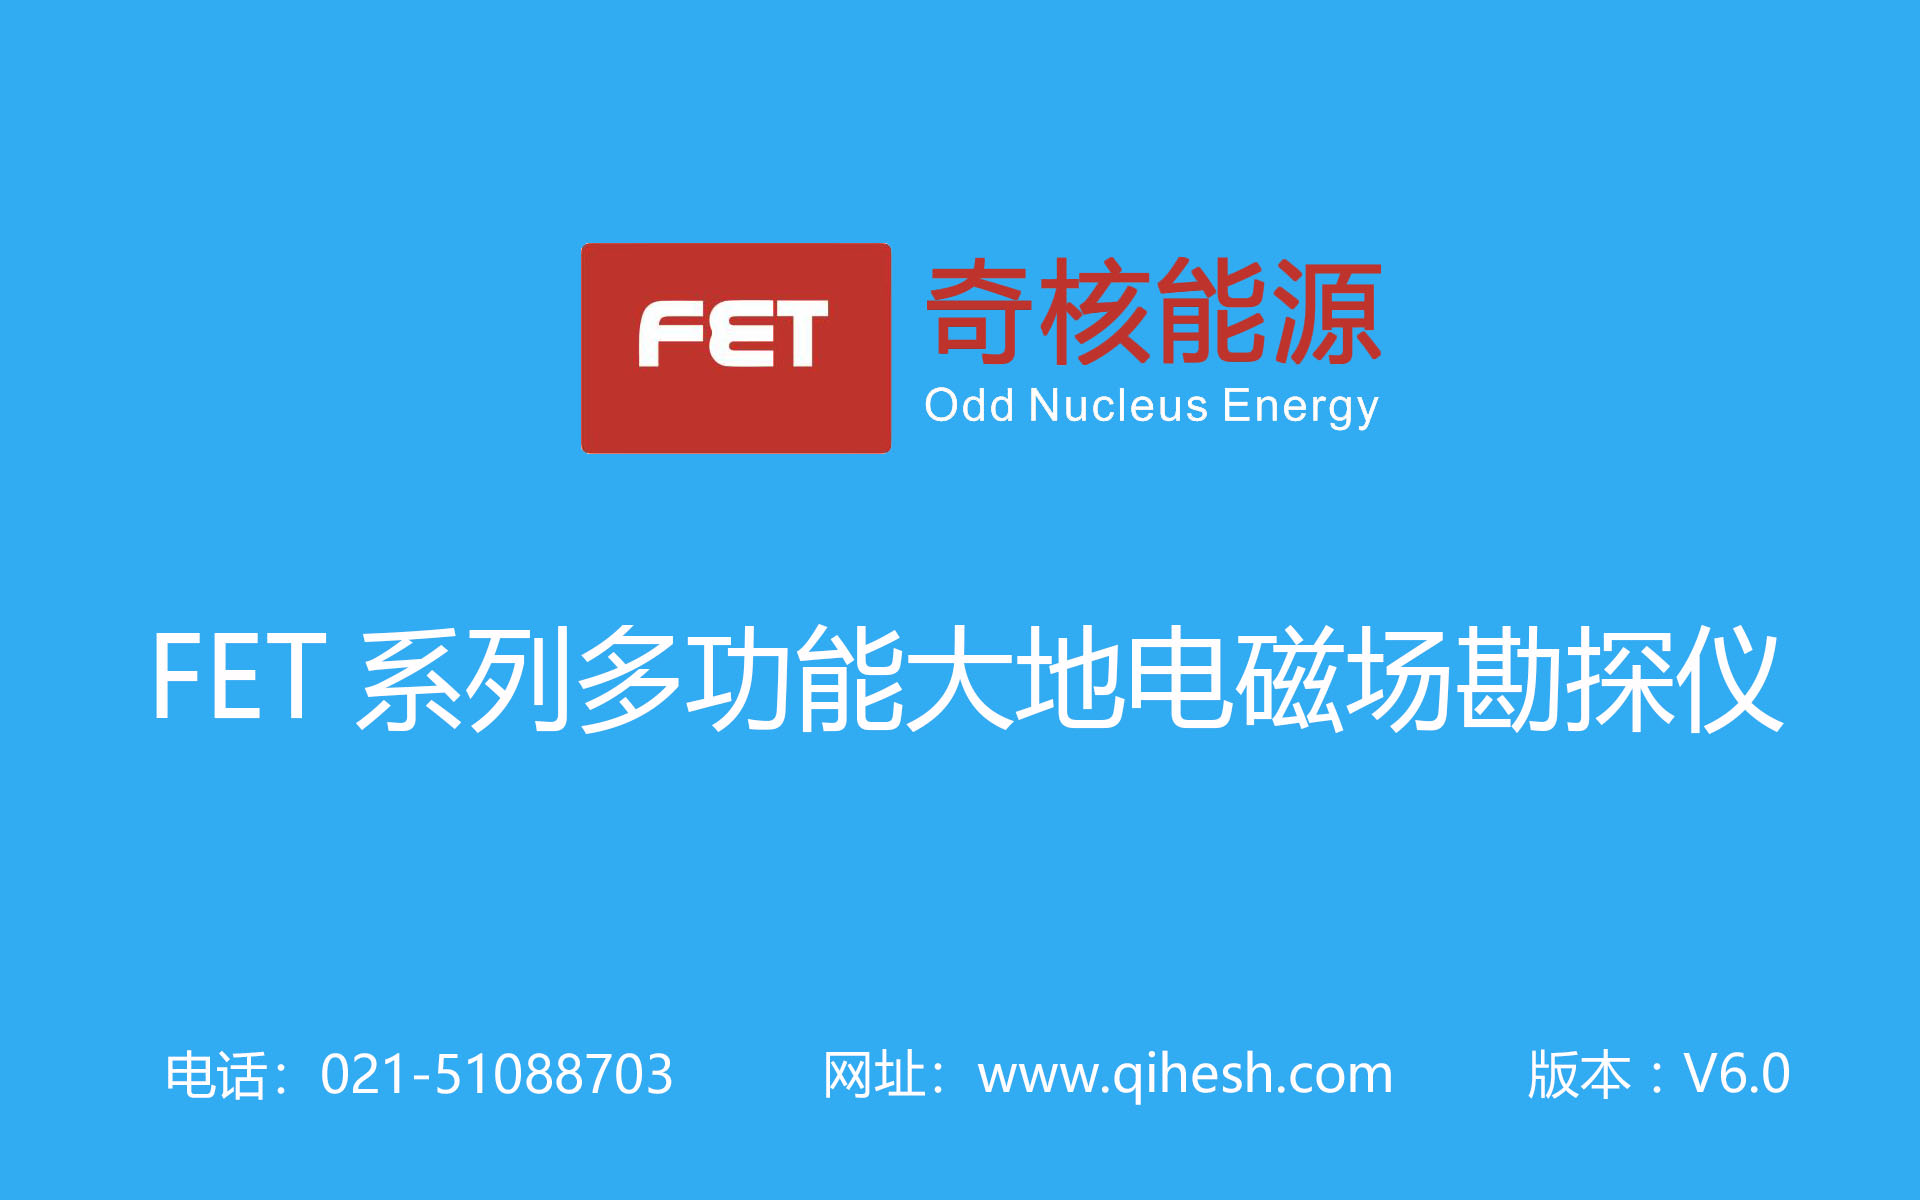 FET
奇核能源
Odd Nucleus Energy
FET 系列多功能大地电磁场勘探仪
电话：021-51088703
网址：www.qihesh.com
版本：V6.0